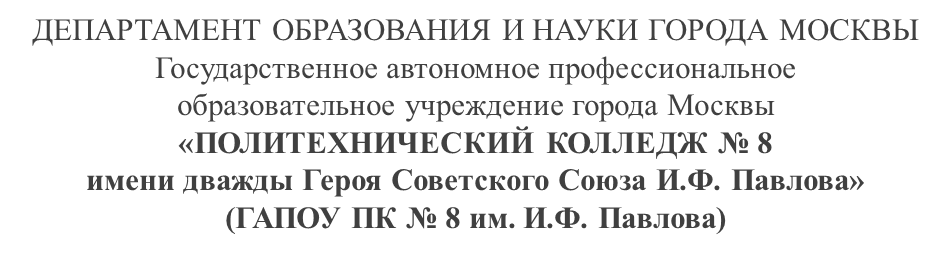 ДЕПАРТАМЕНТ ОБРАЗОВАНИЯ И НАУКИ ГОРОДА МОСКВЫ
Государственное автономное профессиональное
образовательное учреждение города Москвы
«ПОЛИТЕХНИЧЕСКИЙ КОЛЛЕДЖ № 8
имени дважды Героя Советского Союза И.Ф. Павлова»
(ГАПОУ ПК № 8 им. И.Ф. Павлова)